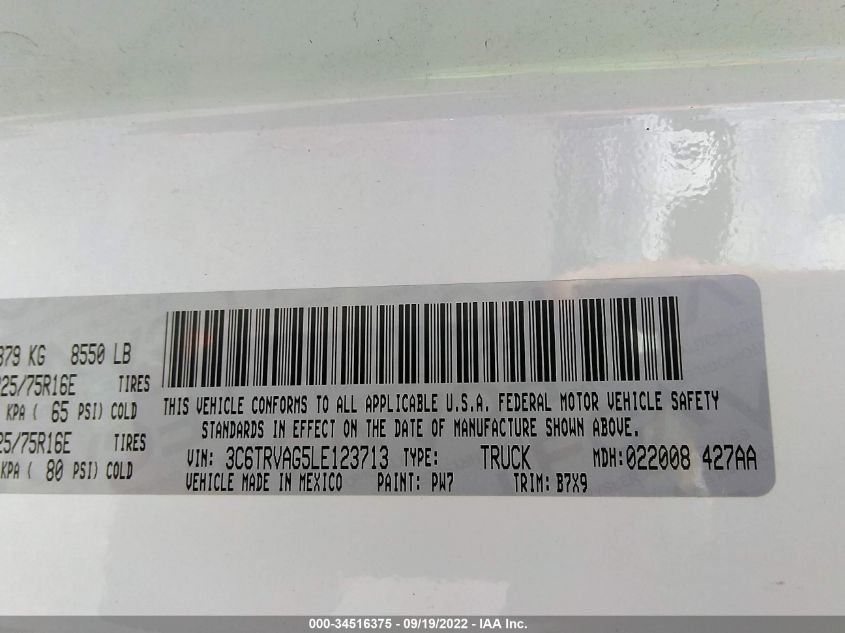 879 KG 8550 LB
25/75R16E TIRES
KPA ( 65 PSI) COLD
25/75R16E TIRES
KPA ( 80 PSI) COLD
THIS VEHICLE CONFORMS TO ALL APPLICABLE U.S.A. FEDERAL MOTOR VEHICLE SAFETY
STANDARDS IN EFFECT ON THE DATE OF MANUFACTURE SHOWN ABOVE.
VIN: 3C6TRVAG5LE123713 TYPE: TRUCK MDH:022008 427AA
VEHICLE MADE IN MEXICO PAINT: PW7 TRIM: B7X9
000-34516375 - 09/19/2022 - IAA Inc.